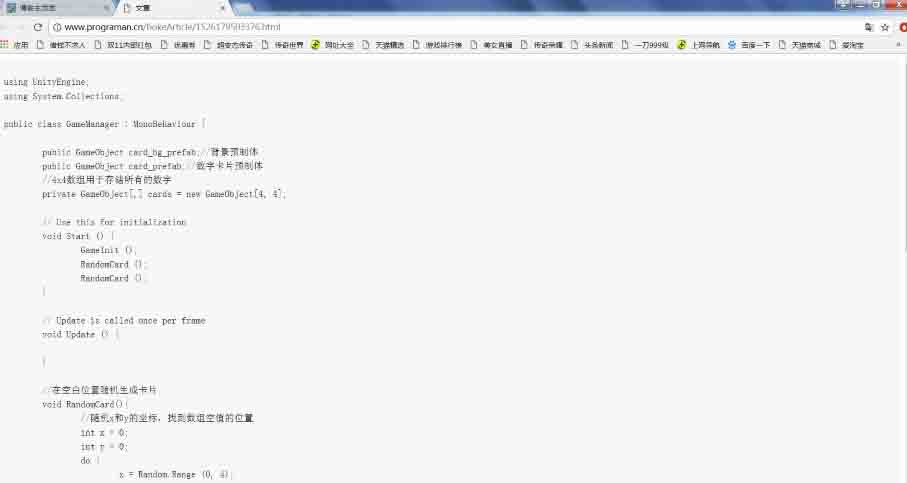 文章
www.programan.cn/bokeArticle/15261795033376.html
应用 谁怪不求人 双11内部红包 优惠券 超变态传奇 传奇世界 网址大全 天猫精选 游戏排行榜 美女直播 传奇荣耀 头条新闻 一刀999级 上网导航 百度一下 天猫商城 爱淘宝
using UnityEngine;
using System.Collections;
public class GameManager : MonoBehaviour {
public GameObject card_bg_prefab;//背景预制体
public GameObject card_prefab;//数字卡片预制体
//4x4数组用于存储所有的数字
private GameObject[,] cards = new GameObject[4, 4];
// Use this for initialization
void Start () {
GameInit ();
RandomCard ();
RandomCard ();
}
// Update is called once per frame
void Update () {
}
//在空白位置随机生成卡片
void RandomCard(){
//随机x和y的坐标，找到数组空值的位置
int x = 0;
int y = 0;
do {
x = Random.Range (0, 4);